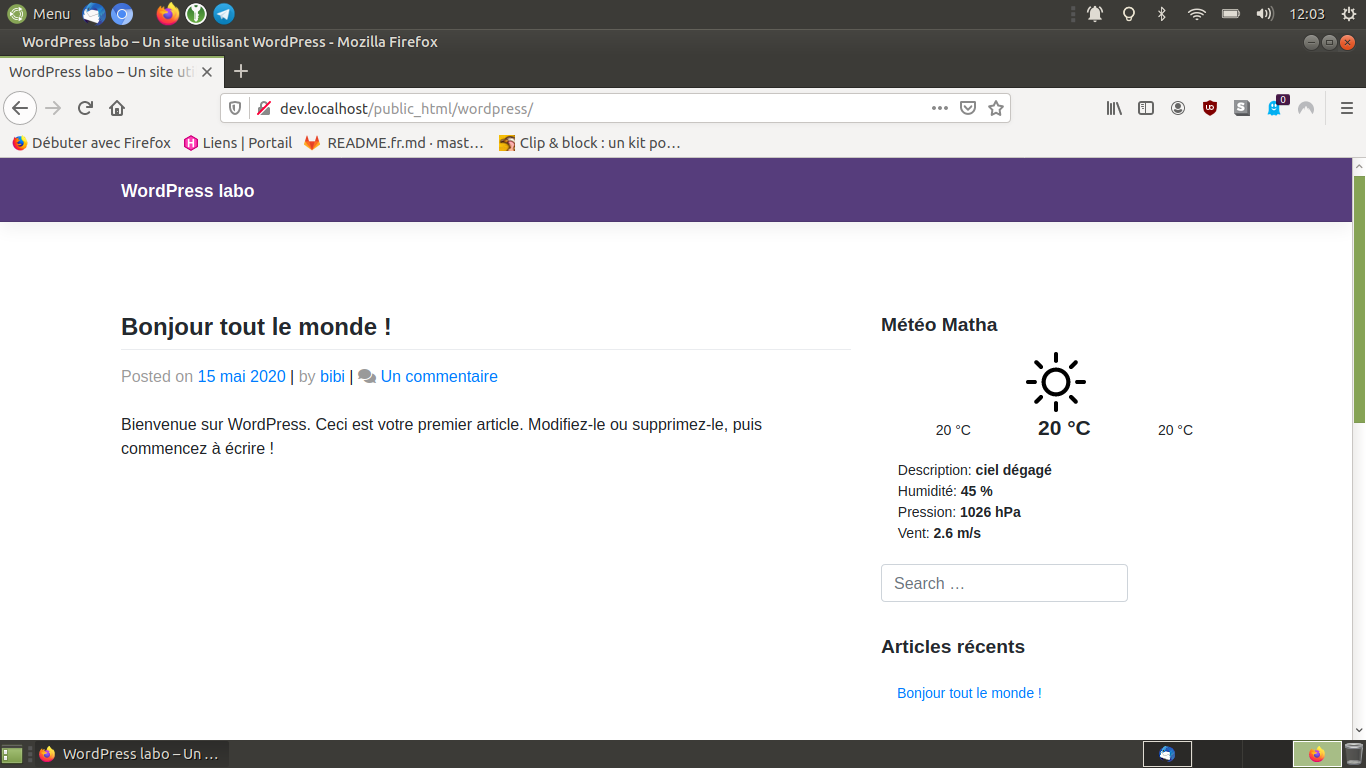 Menu
12:03
WordPress labo – Un site utilisant WordPress - Mozilla Firefox
WordPress labo – Un site uti
dev.localhost/public_html/wordpress/
S
0
Débuter avec Firefox
Liens | Portail
README.fr.md · mast…
Clip & block : un kit po…
WordPress labo
Bonjour tout le monde !
Posted on 15 mai 2020 | by bibi | Un commentaire
Bienvenue sur WordPress. Ceci est votre premier article. Modifiez-le ou supprimez-le, puis
commencez à écrire !
Météo Matha
20 °C 20 °C 20 °C
Description: ciel dégagé
Humidité: 45 %
Pression: 1026 hPa
Vent: 2.6 m/s
Search …
Articles récents
Bonjour tout le monde !
WordPress labo – Un …